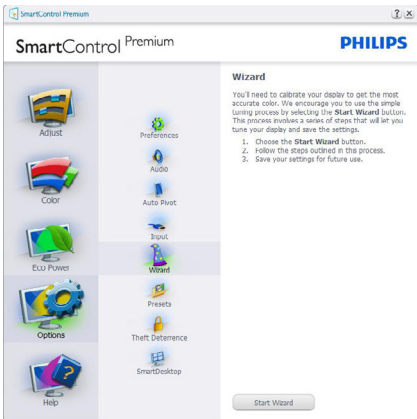 SmartControl Premium
SmartControl Premium
PHILIPS
Adjust
Color
Eco Power
Options
Help
Preferences
Audio
Auto Pivot
Input
Wizard
Presets
Theft Deterrence
SmartDesktop
Wizard
You'll need to calibrate your display to get the most
accurate color. We encourage you to use the simple
tuning process by selecting the Start Wizard button.
This process involves a series of steps that will let you
tune your display and save the settings.
1. Choose the Start Wizard button.
2. Follow the steps outlined in this process.
3. Save your settings for future use.
Start Wizard